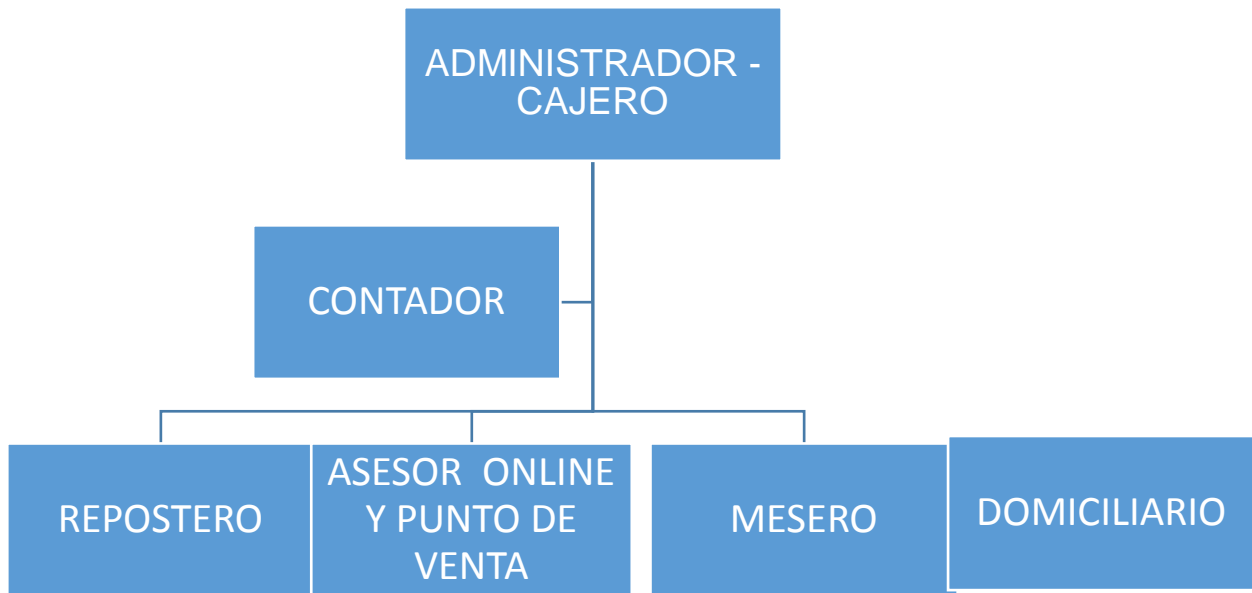 ADMINISTRADOR -
CAJERO
CONTADOR
REPOSTERO
ASESOR ONLINE
Y PUNTO DE
VENTA
MESERO
DOMICILIARIO